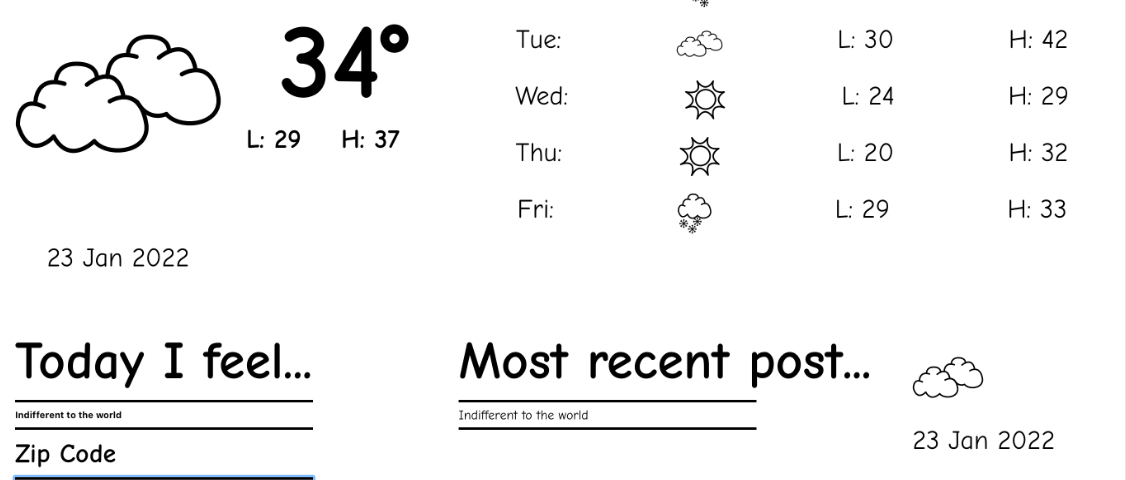 34°
L: 29 H: 37
23 Jan 2022
Tue: L: 30 H: 42
Wed: L: 24 H: 29
Thu: L: 20 H: 32
Fri: L: 29 H: 33
Today I feel...
Indifferent to the world
Zip Code
Most recent post...
Indifferent to the world
23 Jan 2022